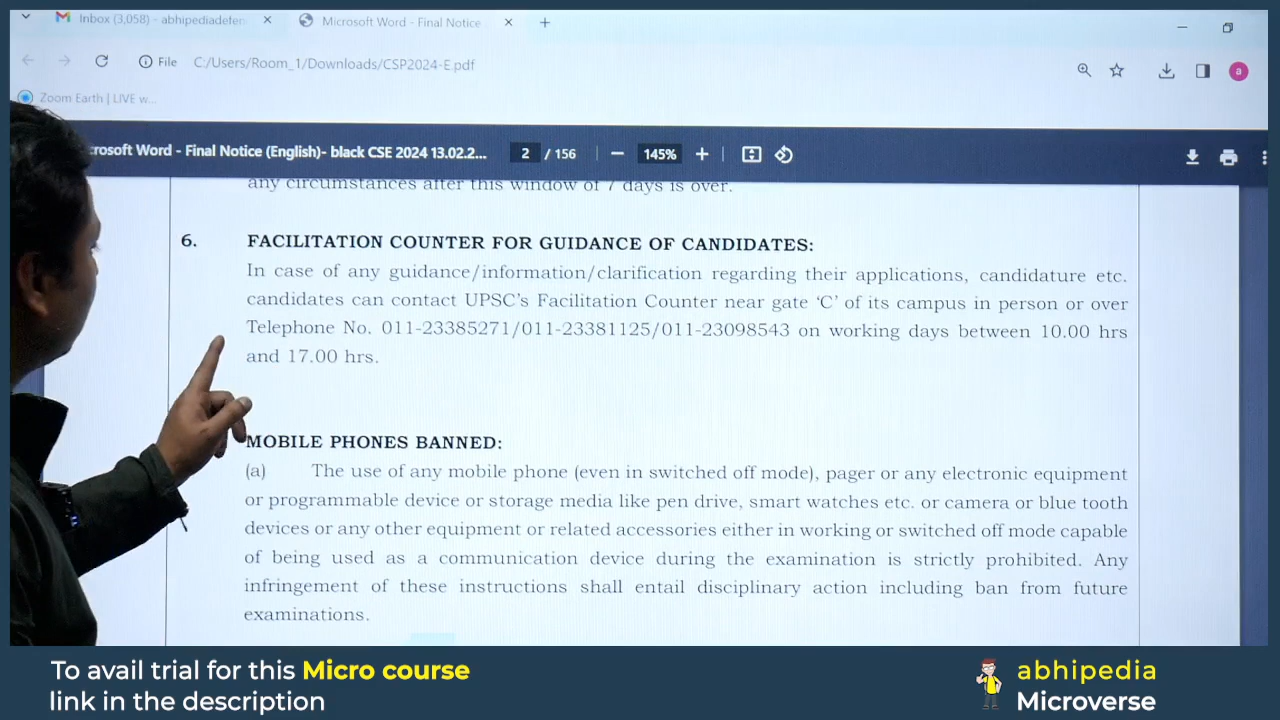 Inbox (3,058) - abhipediadefen
Microsoft Word - Final Notice
File C:/Users/Room_1/Downloads/CSP2024-E.pdf
a
Zoom Earth | LIVE w...
rosoft Word - Final Notice (English)- black CSE 2024 13.02.2...
2 / 156
145%
any circumstances after this window of 7 days is over.
6. FACILITATION COUNTER FOR GUIDANCE OF CANDIDATES:
In case of any guidance/information/clarification regarding their applications, candidature etc.
candidates can contact UPSC's Facilitation Counter near gate 'C' of its campus in person or over
Telephone No. 011-23385271/011-23381125/011-23098543 on working days between 10.00 hrs
and 17.00 hrs.
MOBILE PHONES BANNED:
(a) The use of any mobile phone (even in switched off mode), pager or any electronic equipment
or programmable device or storage media like pen drive, smart watches etc. or camera or blue tooth
devices or any other equipment or related accessories either in working or switched off mode capable
of being used as a communication device during the examination is strictly prohibited. Any
infringement of these instructions shall entail disciplinary action including ban from future
examinations.
To avail trial for this Micro course
link in the description
abhipedia
Microverse